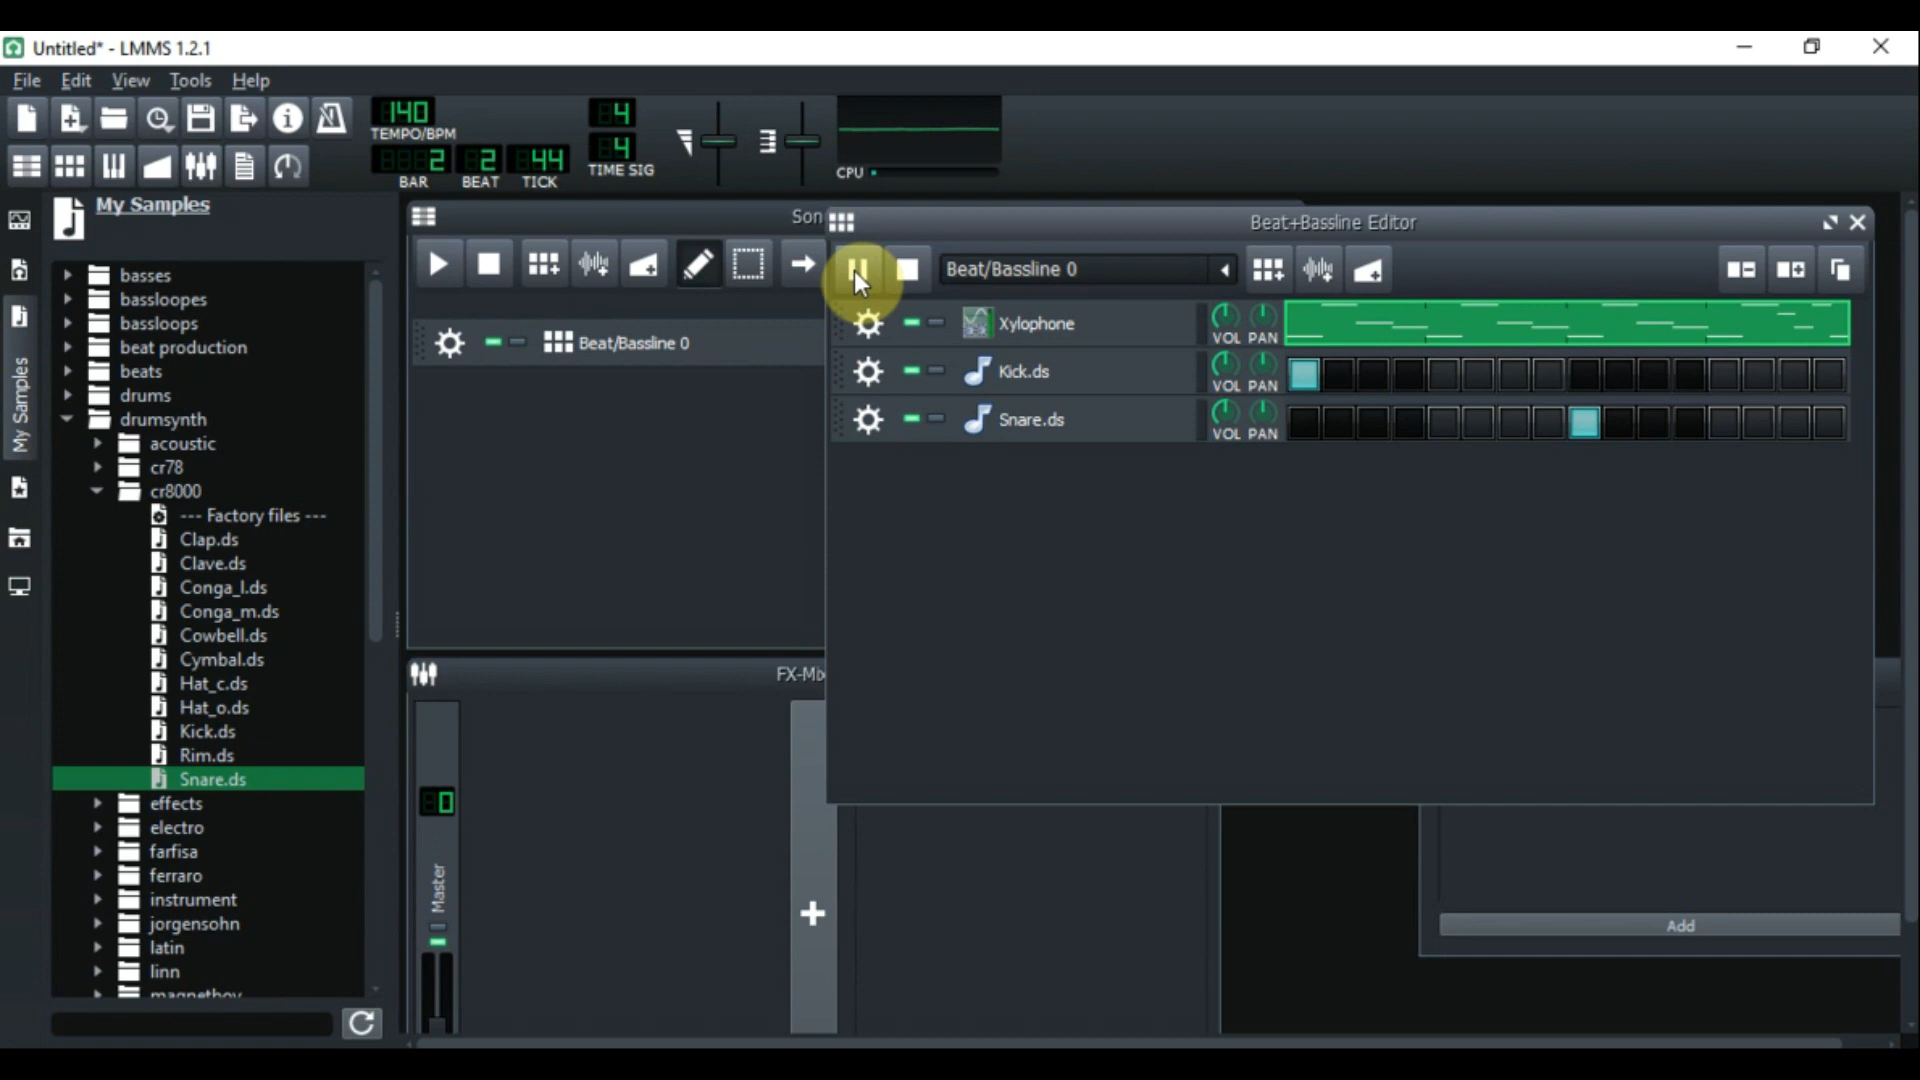 Untitled* - LMMS 1.2.1
File Edit View Tools Help
140
TEMPO/BPM
2 2 44
BAR BEAT TICK
4
4
TIME SIG
CPU
My Samples
My Samples
basses
bassloopes
bassloops
beat production
beats
drums
drumsynth
acoustic
cr78
cr8000
--- Factory files ---
Clap.ds
Clave.ds
Conga_l.ds
Conga_m.ds
Cowbell.ds
Cymbal.ds
Hat_c.ds
Hat_o.ds
Kick.ds
Rim.ds
Snare.ds
effects
electro
farfisa
ferraro
instrument
jorgensohn
latin
linn
magnetboy
Son
Beat/Bassline 0
Beat+Bassline Editor
Beat/Bassline 0
Xylophone VOL PAN
Kick.ds VOL PAN
Snare.ds VOL PAN
FX-Mix
0
Master
Add